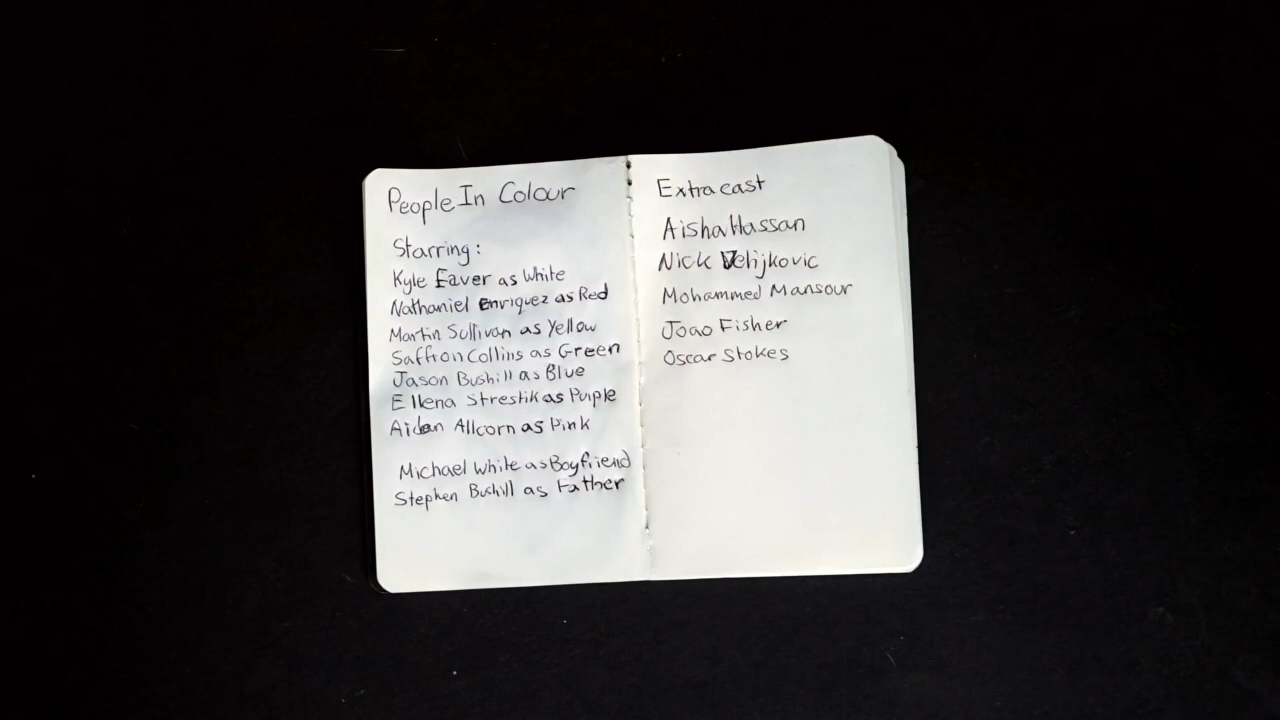 People In Colour
Starring:
Kyle Eaver as White
Nathaniel Enriquez as Red
Martin Sullivan as Yellow
Saffron Collins as Green
Jason Bushill as Blue
Ellena Strestik as Purple
Aidan Allcorn as Pink
Michael White as Boyfriend
Stephen Bushill as Father
Extra cast
Aisha Hassan
Nick Velijkovic
Mohammed Mansour
Joao Fisher
Oscar Stokes